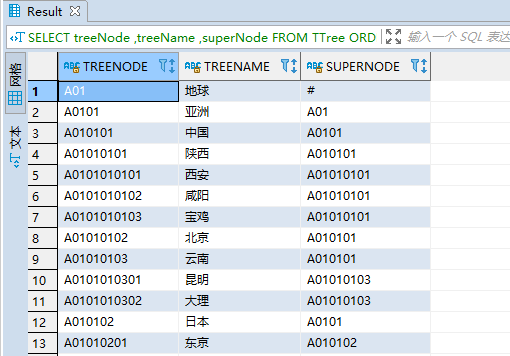 Result
SELECT treeNode ,treeName ,superNode FROM TTree ORD 输入一个 SQL 表达
网格
文本
TREENODE TREENAME SUPERNODE
1 A01 地球 #
2 A0101 亚洲 A01
3 A010101 中国 A0101
4 A01010101 陕西 A010101
5 A0101010101 西安 A01010101
6 A0101010102 咸阳 A01010101
7 A0101010103 宝鸡 A01010101
8 A01010102 北京 A010101
9 A01010103 云南 A010101
10 A0101010301 昆明 A01010103
11 A0101010302 大理 A01010103
12 A010102 日本 A0101
13 A01010201 东京 A010102